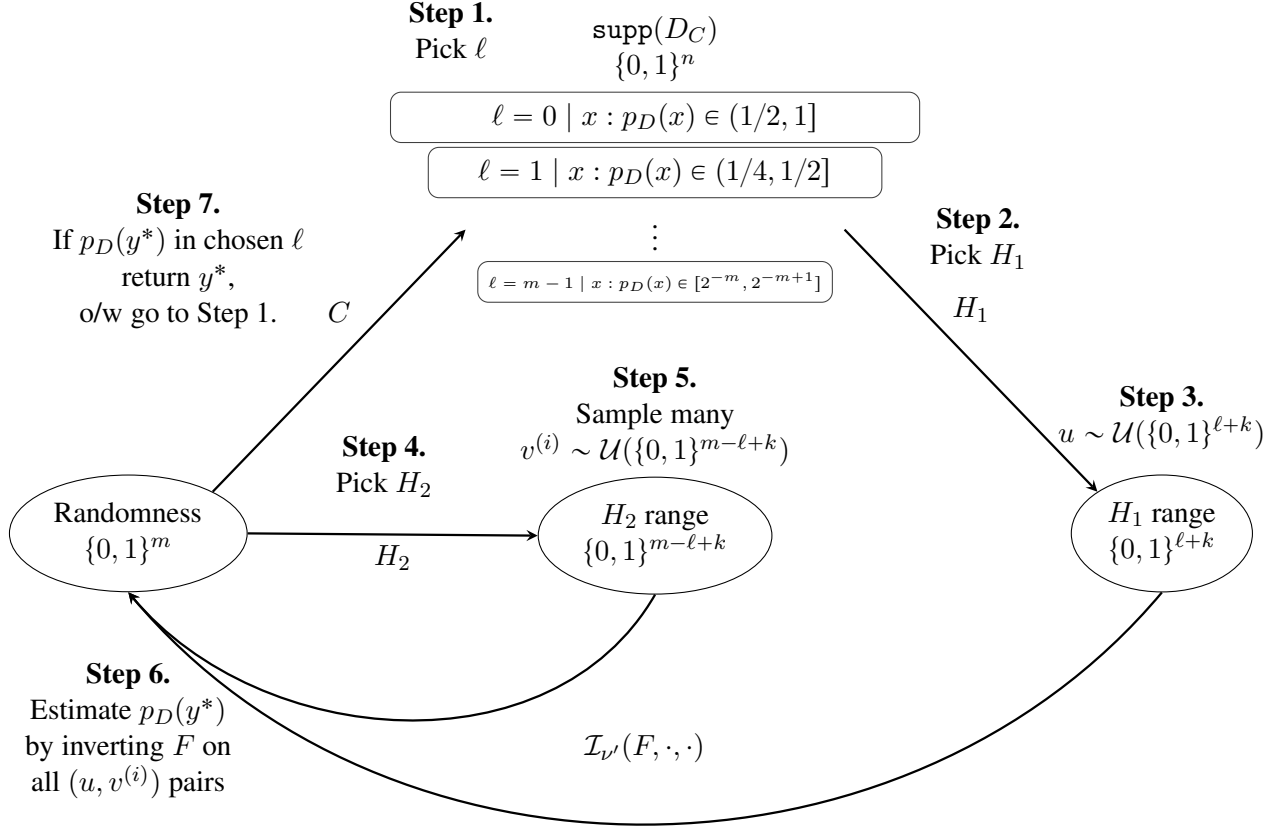 Step 1.
Pick ℓ
supp(D_C)
{0, 1}^n
ℓ = 0 | x : p_D(x) ∈ (1/2, 1]
ℓ = 1 | x : p_D(x) ∈ (1/4, 1/2]
⋮
ℓ = m − 1 | x : p_D(x) ∈ [2^{−m}, 2^{−m+1}]
Step 7.
If p_D(y*) in chosen ℓ
return y*,
o/w go to Step 1.
C
Step 2.
Pick H_1
H_1
Step 3.
u ∼ 𝒰({0, 1}^{ℓ+k})
Step 5.
Sample many
v^{(i)} ∼ 𝒰({0, 1}^{m−ℓ+k})
Step 4.
Pick H_2
H_2
Randomness
{0, 1}^m
H_2 range
{0, 1}^{m−ℓ+k}
H_1 range
{0, 1}^{ℓ+k}
Step 6.
Estimate p_D(y*)
by inverting F on
all (u, v^{(i)}) pairs
ℐ_{ν′}(F, ·, ·)